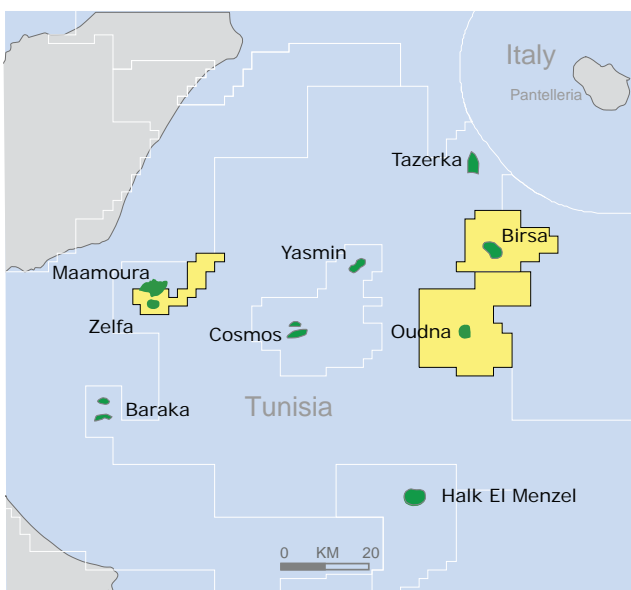 Italy
Pantelleria
Tazerka
Birsa
Yasmin
Maamoura
Zelfa
Cosmos
Oudna
Baraka
Tunisia
Halk El Menzel
0 KM 20